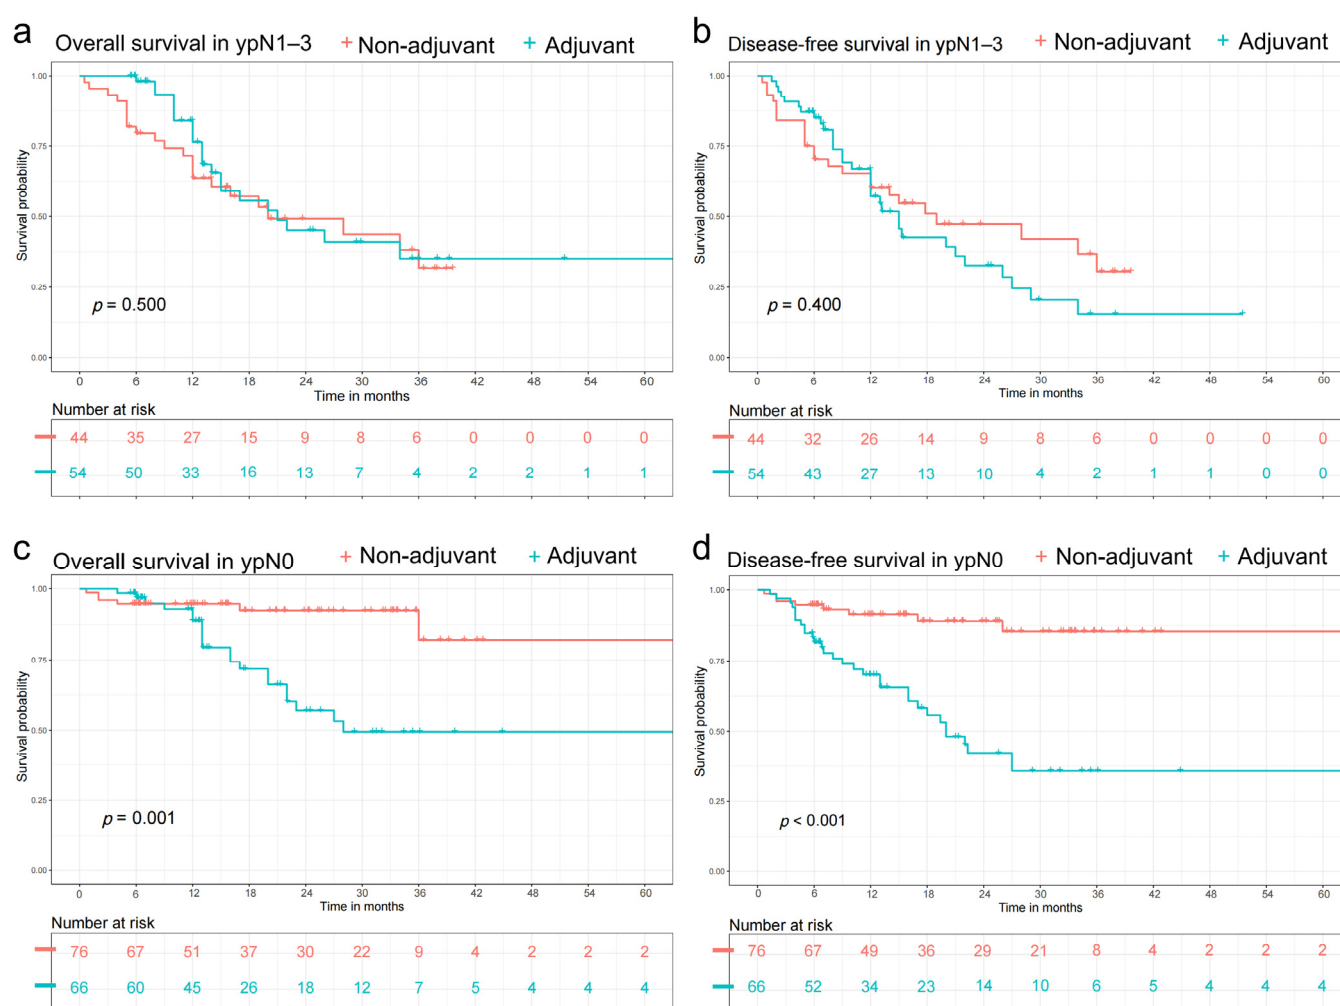 a Overall survival in ypN1–3 + Non-adjuvant + Adjuvant
Survival probability
1.00
0.75
0.50
0.25
0.00
p = 0.500
0 6 12 18 24 30 36 42 48 54 60
Time in months
Number at risk
44 35 27 15 9 8 6 0 0 0 0
54 50 33 16 13 7 4 2 2 1 1
b Disease-free survival in ypN1–3 + Non-adjuvant + Adjuvant
Survival probability
1.00
0.75
0.50
0.25
0.00
p = 0.400
0 6 12 18 24 30 36 42 48 54 60
Time in months
Number at risk
44 32 26 14 9 8 6 0 0 0 0
54 43 27 13 10 4 2 1 1 0 0
c Overall survival in ypN0 + Non-adjuvant + Adjuvant
Survival probability
1.00
0.75
0.50
0.25
0.00
p = 0.001
0 6 12 18 24 30 36 42 48 54 60
Time in months
Number at risk
76 67 51 37 30 22 9 4 2 2 2
66 60 45 26 18 12 7 5 4 4 4
d Disease-free survival in ypN0 + Non-adjuvant + Adjuvant
Survival probability
1.00
0.75
0.50
0.25
0.00
p < 0.001
0 6 12 18 24 30 36 42 48 54 60
Time in months
Number at risk
76 67 49 36 29 21 8 4 2 2 2
66 52 34 23 14 10 6 5 4 4 4